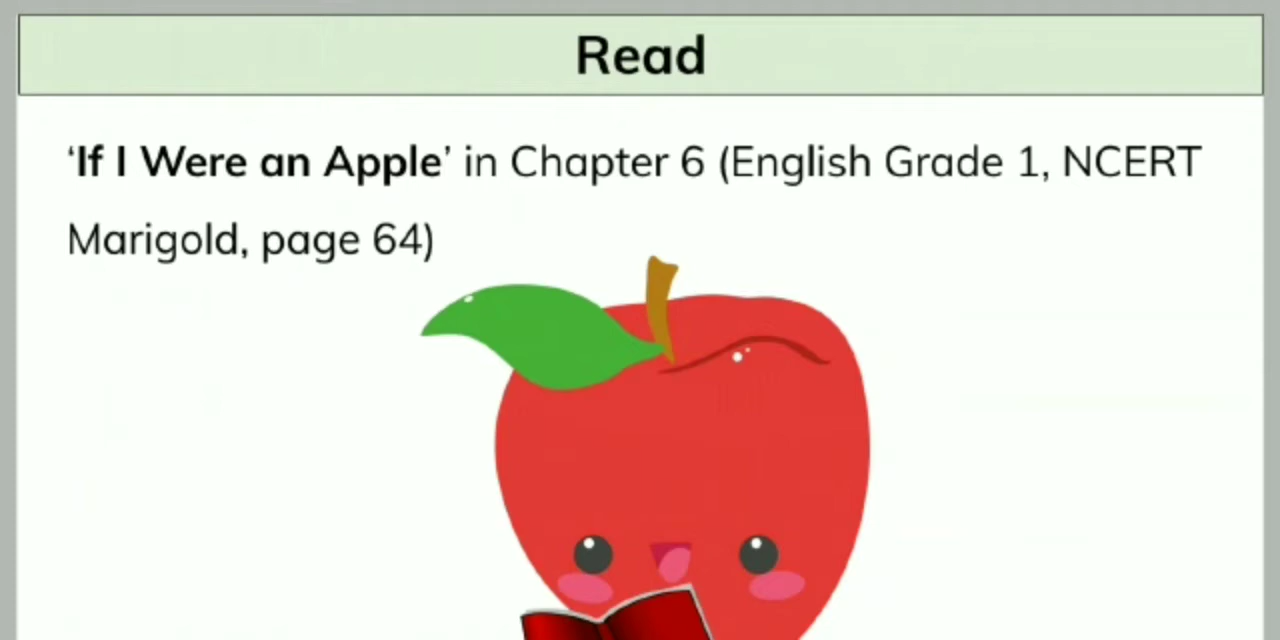 Read
‘If I Were an Apple’ in Chapter 6 (English Grade 1, NCERT
Marigold, page 64)